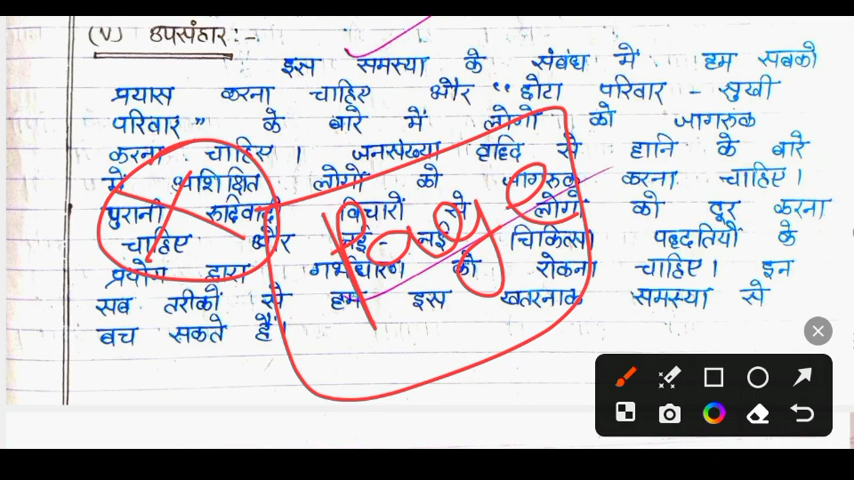 (V) उपसंहार:-
इस समस्या के संबंध में हम सबको
प्रयास करना चाहिए और "छोटा परिवार - सुखी
परिवार" के बारे में लोगों को जागरुक
करना चाहिए। जनसंख्या वृद्दि से हानि के बारे
में अशिक्षित लोगों को जागरुक करना चाहिए।
पुरानी रूढिवादी विचारों से लोगों को दूर करना
चाहिए और नई-नई चिकित्सा पद्दतियों के
प्रयोग द्वारा गर्भधारण को रोकना चाहिए। इन
सब तरीको से हम इस खतरनाक समस्या से
बच सकते हैं।
Page